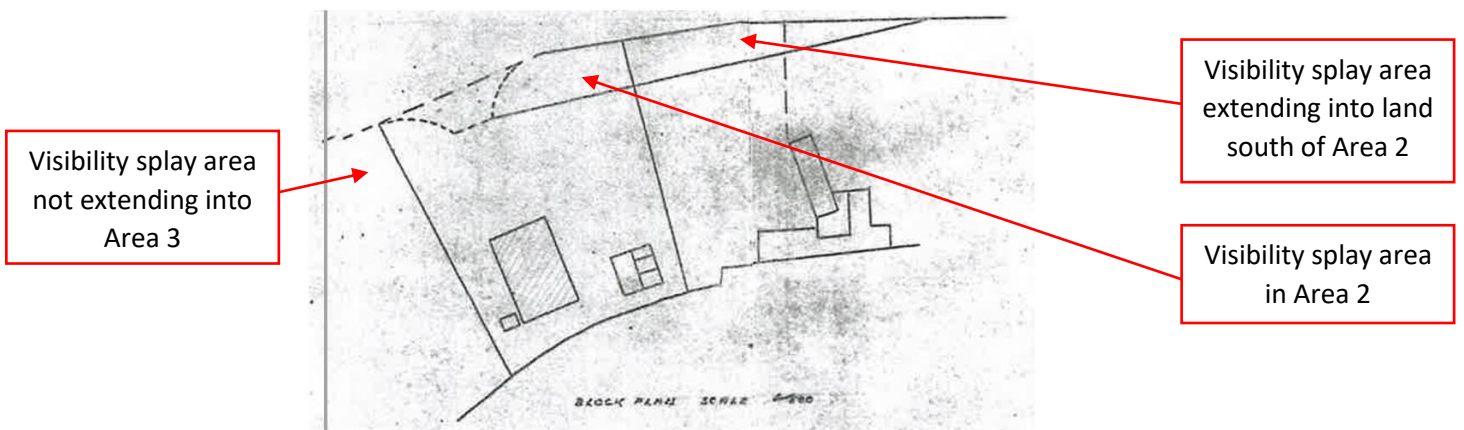 Visibility splay area
extending into land
south of Area 2
Visibility splay area
not extending into
Area 3
Visibility splay area
in Area 2
BLOCK PLAN SCALE